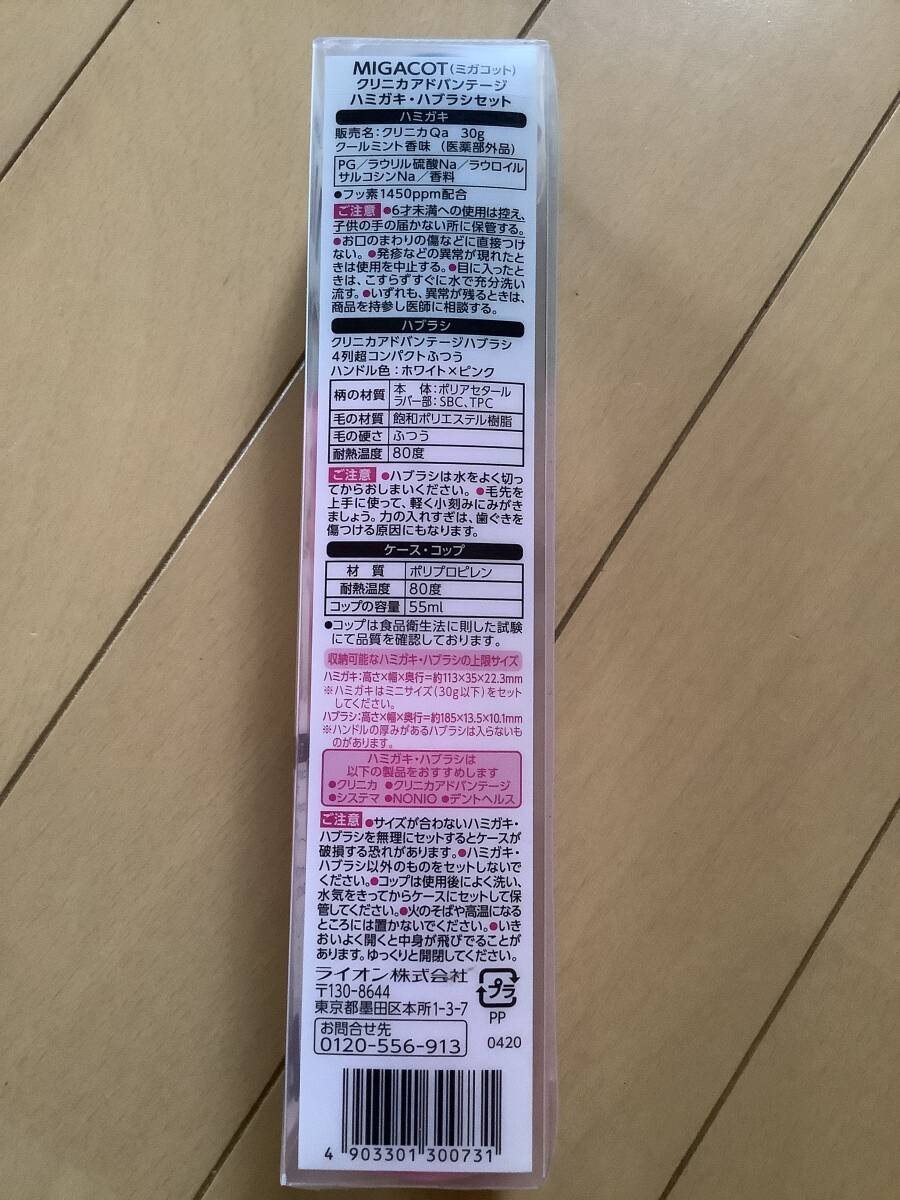 MIGACOT(ミガコット)
クリニカアドバンテージ
ハミガキ・ハブラシセット
ハミガキ
販売名:クリニカQa 30g
クールミント香味 (医薬部外品)
PG/ラウリル硫酸Na/ラウロイル
サルコシンNa/香料
●フッ素1450ppm配合
ご注意 ●6才未満への使用は控え、
子供の手の届かない所に保管する。
●お口のまわりの傷などに直接つけ
ない。●発疹などの異常が現れたと
きは使用を中止する。●目に入ったと
きは、こすらずすぐに水で充分洗い
流す。●いずれも、異常が残るときは、
商品を持参し医師に相談する。
ハブラシ
クリニカアドバンテージハブラシ
4列超コンパクトふつう
ハンドル色:ホワイト×ピンク
柄の材質 本 体:ポリアセタール
ラバー部:SBC、TPC
毛の材質 飽和ポリエステル樹脂
毛の硬さ ふつう
耐熱温度 80度
ご注意 ●ハブラシは水をよく切っ
てからおしまいください。●毛先を
上手に使って、軽く小刻みにみがき
ましょう。力の入れすぎは、歯ぐきを
傷つける原因にもなります。
ケース・コップ
材 質 ポリプロピレン
耐熱温度 80度
コップの容量 55ml
●コップは食品衛生法に則した試験
にて品質を確認しております。
収納可能なハミガキ・ハブラシの上限サイズ
ハミガキ:高さ×幅×奥行=約113×35×22.3mm
※ハミガキはミニサイズ(30g以下)をセット
してください。
ハブラシ:高さ×幅×奥行=約185×13.5×10.1mm
※ハンドルの厚みがあるハブラシは入らないも
のがあります。
ハミガキ・ハブラシは
以下の製品をおすすめします
●クリニカ ●クリニカアドバンテージ
●システマ ●NONIO ●デントヘルス
ご注意 ●サイズが合わないハミガキ・
ハブラシを無理にセットするとケースが
破損する恐れがあります。●ハミガキ・
ハブラシ以外のものをセットしないで
ください。●コップは使用後によく洗い、
水気をきってからケースにセットして保
管してください。●火のそばや高温になる
ところには置かないでください。●いき
おいよく開くと中身が飛びでることが
あります。ゆっくりと開閉してください。
ライオン株式会社
〒130-8644
東京都墨田区本所1-3-7
プラ
PP
お問合せ先
0120-556-913
0420
4 903301 300731